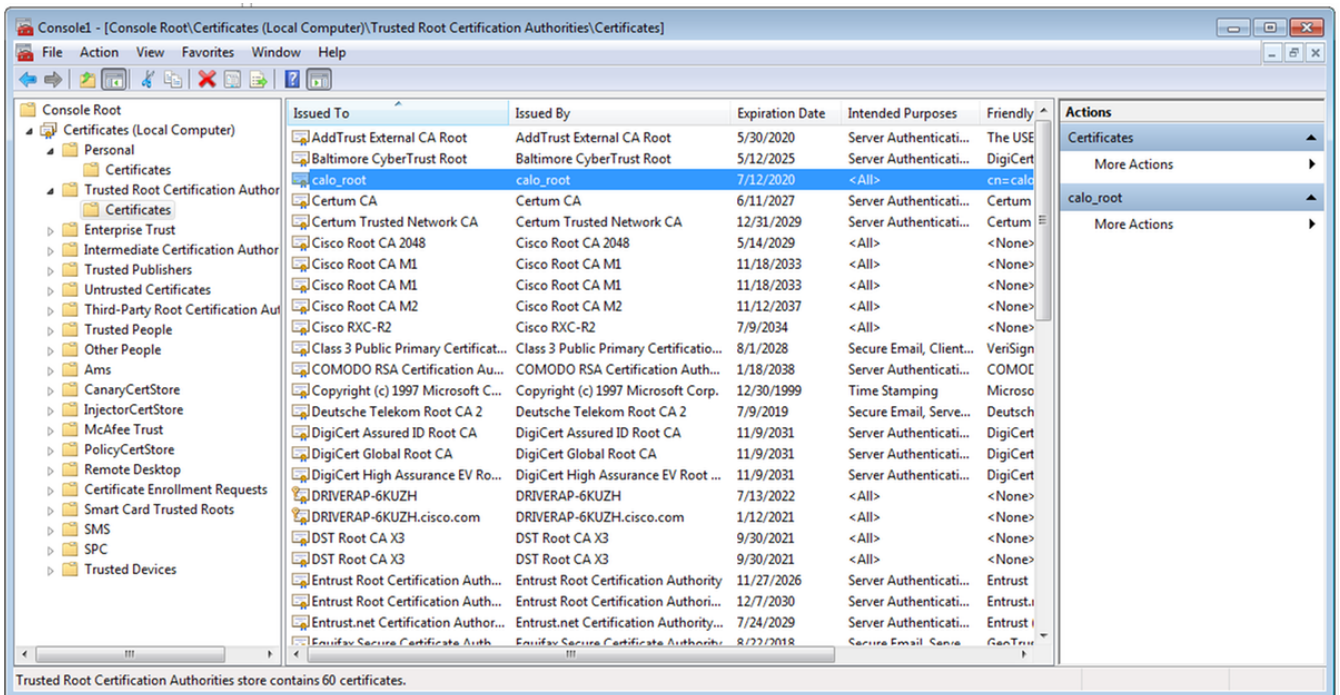 Console1 - [Console Root\Certificates (Local Computer)\Trusted Root Certification Authorities\Certificates]
File Action View Favorites Window Help
Console Root
Certificates (Local Computer)
Personal
Certificates
Trusted Root Certification Author
Certificates
Enterprise Trust
Intermediate Certification Author
Trusted Publishers
Untrusted Certificates
Third-Party Root Certification Aut
Trusted People
Other People
Ams
CanaryCertStore
InjectorCertStore
McAfee Trust
PolicyCertStore
Remote Desktop
Certificate Enrollment Requests
Smart Card Trusted Roots
SMS
SPC
Trusted Devices
Issued To Issued By Expiration Date Intended Purposes Friendly
AddTrust External CA Root AddTrust External CA Root 5/30/2020 Server Authenticati... The USE
Baltimore CyberTrust Root Baltimore CyberTrust Root 5/12/2025 Server Authenticati... DigiCert
calo_root calo_root 7/12/2020 <All> cn=calo
Certum CA Certum CA 6/11/2027 Server Authenticati... Certum
Certum Trusted Network CA Certum Trusted Network CA 12/31/2029 Server Authenticati... Certum
Cisco Root CA 2048 Cisco Root CA 2048 5/14/2029 <All> <None>
Cisco Root CA M1 Cisco Root CA M1 11/18/2033 <All> <None>
Cisco Root CA M1 Cisco Root CA M1 11/18/2033 <All> <None>
Cisco Root CA M2 Cisco Root CA M2 11/12/2037 <All> <None>
Cisco RXC-R2 Cisco RXC-R2 7/9/2034 <All> <None>
Class 3 Public Primary Certificat... Class 3 Public Primary Certificatio... 8/1/2028 Secure Email, Client... VeriSign
COMODO RSA Certification Au... COMODO RSA Certification Auth... 1/18/2038 Server Authenticati... COMOD
Copyright (c) 1997 Microsoft C... Copyright (c) 1997 Microsoft Corp. 12/30/1999 Time Stamping Microso
Deutsche Telekom Root CA 2 Deutsche Telekom Root CA 2 7/9/2019 Secure Email, Serve... Deutsch
DigiCert Assured ID Root CA DigiCert Assured ID Root CA 11/9/2031 Server Authenticati... DigiCert
DigiCert Global Root CA DigiCert Global Root CA 11/9/2031 Server Authenticati... DigiCert
DigiCert High Assurance EV Ro... DigiCert High Assurance EV Root ... 11/9/2031 Server Authenticati... DigiCert
DRIVERAP-6KUZH DRIVERAP-6KUZH 7/13/2022 <All> <None>
DRIVERAP-6KUZH.cisco.com DRIVERAP-6KUZH.cisco.com 1/12/2021 <All> <None>
DST Root CA X3 DST Root CA X3 9/30/2021 <All> <None>
DST Root CA X3 DST Root CA X3 9/30/2021 <All> <None>
Entrust Root Certification Auth... Entrust Root Certification Authority 11/27/2026 Server Authenticati... Entrust
Entrust Root Certification Auth... Entrust Root Certification Authori... 12/7/2030 Server Authenticati... Entrust.
Entrust.net Certification Author... Entrust.net Certification Authority... 7/24/2029 Server Authenticati... Entrust (
Equifax Secure Certificate Auth Equifax Secure Certificate Authority 8/22/2018 Secure Email, Serve GeoTrus
Actions
Certificates
More Actions
calo_root
More Actions
Trusted Root Certification Authorities store contains 60 certificates.